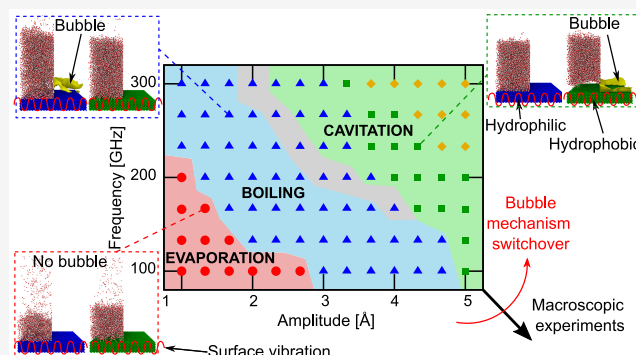 Bubble
Bubble
300
CAVITATION
Hydrophilic
Hydrophobic
Frequency [GHz]
200
BOILING
Bubble
mechanism
switchover
No bubble
EVAPORATION
100
1
2
3
4
5
Amplitude [Å]
Macroscopic
experiments
Surface vibration